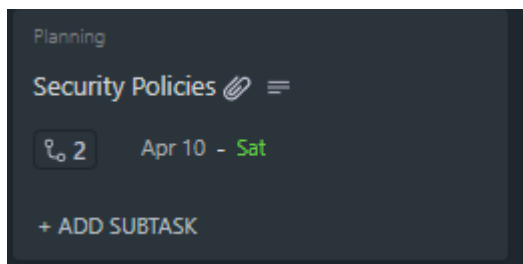 Planning
Security Policies
2 Apr 10 - Sat
+ ADD SUBTASK